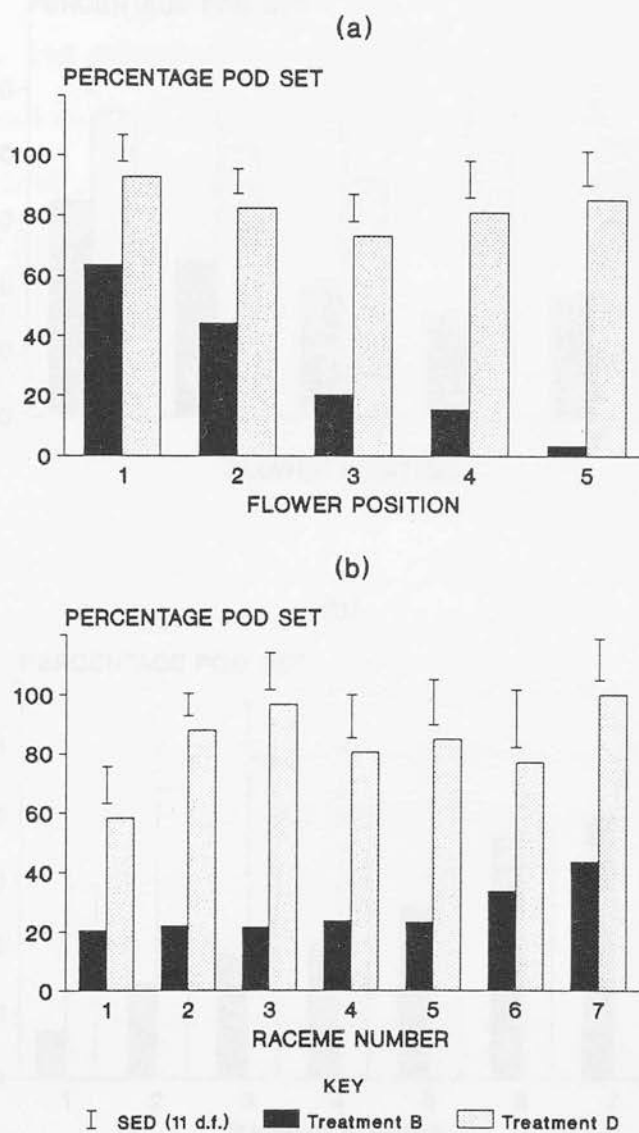 (a)
PERCENTAGE POD SET
100
80
60
40
20
0
1 2 3 4 5
FLOWER POSITION
(b)
PERCENTAGE POD SET
100
80
60
40
20
0
1 2 3 4 5 6 7
RACEME NUMBER
KEY
SED (11 d.f.) Treatment B Treatment D